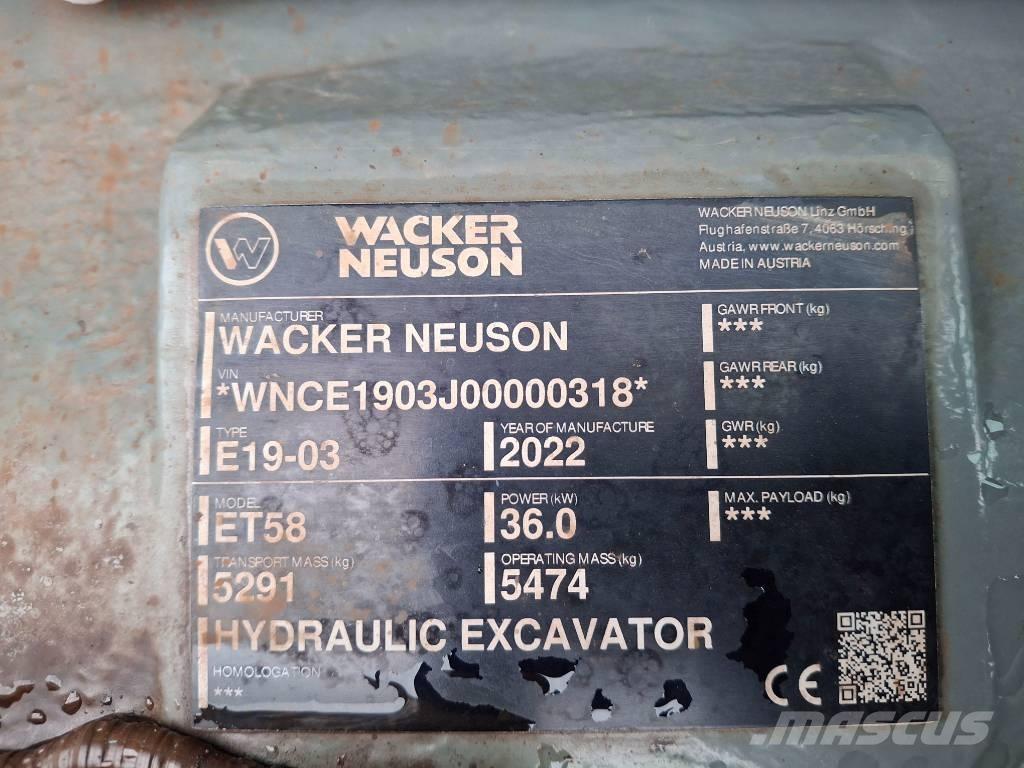 W
WACKER
NEUSON
WACKER NEUSON Linz GmbH
Flughafenstraße 7, 4063 Hörsching
Austria, www.wackerneuson.com
MADE IN AUSTRIA
MANUFACTURER
WACKER NEUSON
VIN
*WNCE1903J00000318*
TYPE
E19-03
YEAR OF MANUFACTURE
2022
GAWR FRONT (kg)
***
GAWR REAR (kg)
***
GWR (kg)
***
MODEL
ET58
POWER (kW)
36.0
MAX. PAYLOAD (kg)
***
TRANSPORT MASS (kg)
5291
OPERATING MASS (kg)
5474
HYDRAULIC EXCAVATOR
HOMOLOGATION
***
CE
MASCUS